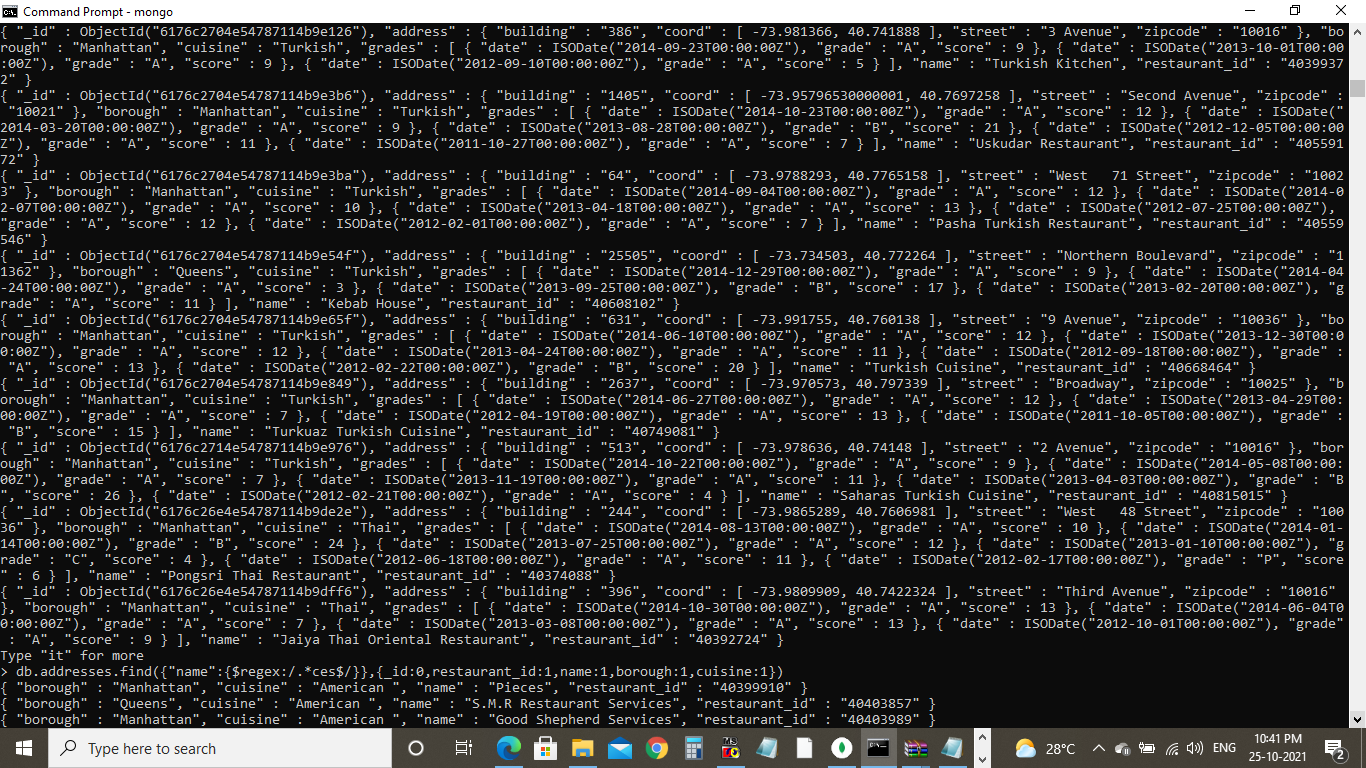 Command Prompt - mongo
{ "_id" : ObjectId("6176c2704e54787114b9e126"), "address" : { "building" : "386", "coord" : [ -73.981366, 40.741888 ], "street" : "3 Avenue", "zipcode" : "10016" }, "bo
rough" : "Manhattan", "cuisine" : "Turkish", "grades" : [ { "date" : ISODate("2014-09-23T00:00:00Z"), "grade" : "A", "score" : 9 }, { "date" : ISODate("2013-10-01T00:00
:00Z"), "grade" : "A", "score" : 9 }, { "date" : ISODate("2012-09-10T00:00:00Z"), "grade" : "A", "score" : 5 } ], "name" : "Turkish Kitchen", "restaurant_id" : "4039937
2" }
{ "_id" : ObjectId("6176c2704e54787114b9e3b6"), "address" : { "building" : "1405", "coord" : [ -73.95796530000001, 40.7697258 ], "street" : "Second Avenue", "zipcode" :
"10021" }, "borough" : "Manhattan", "cuisine" : "Turkish", "grades" : [ { "date" : ISODate("2014-10-23T00:00:00Z"), "grade" : "A", "score" : 12 }, { "date" : ISODate("
2014-03-20T00:00:00Z"), "grade" : "A", "score" : 9 }, { "date" : ISODate("2013-08-28T00:00:00Z"), "grade" : "B", "score" : 21 }, { "date" : ISODate("2012-12-05T00:00:00
Z"), "grade" : "A", "score" : 11 }, { "date" : ISODate("2011-10-27T00:00:00Z"), "grade" : "A", "score" : 7 } ], "name" : "Uskudar Restaurant", "restaurant_id" : "405591
72" }
{ "_id" : ObjectId("6176c2704e54787114b9e3ba"), "address" : { "building" : "64", "coord" : [ -73.9788293, 40.7765158 ], "street" : "West   71 Street", "zipcode" : "1002
3" }, "borough" : "Manhattan", "cuisine" : "Turkish", "grades" : [ { "date" : ISODate("2014-09-04T00:00:00Z"), "grade" : "A", "score" : 12 }, { "date" : ISODate("2014-0
2-07T00:00:00Z"), "grade" : "A", "score" : 10 }, { "date" : ISODate("2013-04-18T00:00:00Z"), "grade" : "A", "score" : 13 }, { "date" : ISODate("2012-07-25T00:00:00Z"),
"grade" : "A", "score" : 12 }, { "date" : ISODate("2012-02-01T00:00:00Z"), "grade" : "A", "score" : 7 } ], "name" : "Pasha Turkish Restaurant", "restaurant_id" : "40559
546" }
{ "_id" : ObjectId("6176c2704e54787114b9e54f"), "address" : { "building" : "25505", "coord" : [ -73.734503, 40.772264 ], "street" : "Northern Boulevard", "zipcode" : "1
1362" }, "borough" : "Queens", "cuisine" : "Turkish", "grades" : [ { "date" : ISODate("2014-12-29T00:00:00Z"), "grade" : "A", "score" : 9 }, { "date" : ISODate("2014-04
-24T00:00:00Z"), "grade" : "A", "score" : 3 }, { "date" : ISODate("2013-09-25T00:00:00Z"), "grade" : "B", "score" : 17 }, { "date" : ISODate("2013-02-20T00:00:00Z"), "g
rade" : "A", "score" : 11 } ], "name" : "Kebab House", "restaurant_id" : "40608102" }
{ "_id" : ObjectId("6176c2704e54787114b9e65f"), "address" : { "building" : "631", "coord" : [ -73.991755, 40.760138 ], "street" : "9 Avenue", "zipcode" : "10036" }, "bo
rough" : "Manhattan", "cuisine" : "Turkish", "grades" : [ { "date" : ISODate("2014-06-10T00:00:00Z"), "grade" : "A", "score" : 12 }, { "date" : ISODate("2013-12-30T00:0
0:00Z"), "grade" : "A", "score" : 12 }, { "date" : ISODate("2013-04-24T00:00:00Z"), "grade" : "A", "score" : 11 }, { "date" : ISODate("2012-09-18T00:00:00Z"), "grade" :
"A", "score" : 13 }, { "date" : ISODate("2012-02-22T00:00:00Z"), "grade" : "B", "score" : 20 } ], "name" : "Turkish Cuisine", "restaurant_id" : "40668464" }
{ "_id" : ObjectId("6176c2704e54787114b9e849"), "address" : { "building" : "2637", "coord" : [ -73.970573, 40.797339 ], "street" : "Broadway", "zipcode" : "10025" }, "b
orough" : "Manhattan", "cuisine" : "Turkish", "grades" : [ { "date" : ISODate("2014-06-27T00:00:00Z"), "grade" : "A", "score" : 12 }, { "date" : ISODate("2013-04-29T00:
00:00Z"), "grade" : "A", "score" : 7 }, { "date" : ISODate("2012-04-19T00:00:00Z"), "grade" : "A", "score" : 13 }, { "date" : ISODate("2011-10-05T00:00:00Z"), "grade" :
"B", "score" : 15 } ], "name" : "Turkuaz Turkish Cuisine", "restaurant_id" : "40749081" }
{ "_id" : ObjectId("6176c2714e54787114b9e976"), "address" : { "building" : "513", "coord" : [ -73.978636, 40.74148 ], "street" : "2 Avenue", "zipcode" : "10016" }, "bor
ough" : "Manhattan", "cuisine" : "Turkish", "grades" : [ { "date" : ISODate("2014-10-22T00:00:00Z"), "grade" : "A", "score" : 9 }, { "date" : ISODate("2014-05-08T00:00:
00Z"), "grade" : "A", "score" : 7 }, { "date" : ISODate("2013-11-19T00:00:00Z"), "grade" : "A", "score" : 11 }, { "date" : ISODate("2013-04-03T00:00:00Z"), "grade" : "B
", "score" : 26 }, { "date" : ISODate("2012-02-21T00:00:00Z"), "grade" : "A", "score" : 4 } ], "name" : "Saharas Turkish Cuisine", "restaurant_id" : "40815015" }
{ "_id" : ObjectId("6176c26e4e54787114b9de2e"), "address" : { "building" : "244", "coord" : [ -73.9865289, 40.7606981 ], "street" : "West   48 Street", "zipcode" : "100
36" }, "borough" : "Manhattan", "cuisine" : "Thai", "grades" : [ { "date" : ISODate("2014-08-13T00:00:00Z"), "grade" : "A", "score" : 10 }, { "date" : ISODate("2014-01-
14T00:00:00Z"), "grade" : "B", "score" : 24 }, { "date" : ISODate("2013-07-25T00:00:00Z"), "grade" : "A", "score" : 12 }, { "date" : ISODate("2013-01-10T00:00:00Z"), "g
rade" : "C", "score" : 4 }, { "date" : ISODate("2012-06-18T00:00:00Z"), "grade" : "A", "score" : 11 }, { "date" : ISODate("2012-02-17T00:00:00Z"), "grade" : "P", "score
" : 6 } ], "name" : "Pongsri Thai Restaurant", "restaurant_id" : "40374088" }
{ "_id" : ObjectId("6176c26e4e54787114b9dff6"), "address" : { "building" : "396", "coord" : [ -73.9809909, 40.7422324 ], "street" : "Third Avenue", "zipcode" : "10016"
}, "borough" : "Manhattan", "cuisine" : "Thai", "grades" : [ { "date" : ISODate("2014-10-30T00:00:00Z"), "grade" : "A", "score" : 13 }, { "date" : ISODate("2014-06-04T0
0:00:00Z"), "grade" : "A", "score" : 7 }, { "date" : ISODate("2013-03-08T00:00:00Z"), "grade" : "A", "score" : 13 }, { "date" : ISODate("2012-10-01T00:00:00Z"), "grade"
: "A", "score" : 9 } ], "name" : "Jaiya Thai Oriental Restaurant", "restaurant_id" : "40392724" }
Type "it" for more
> db.addresses.find({"name":{$regex:/.*ces$/}},{_id:0,restaurant_id:1,name:1,borough:1,cuisine:1})
{ "borough" : "Manhattan", "cuisine" : "American ", "name" : "Pieces", "restaurant_id" : "40399910" }
{ "borough" : "Queens", "cuisine" : "American ", "name" : "S.M.R Restaurant Services", "restaurant_id" : "40403857" }
{ "borough" : "Manhattan", "cuisine" : "American ", "name" : "Good Shepherd Services", "restaurant_id" : "40403989" }
Type here to search
28°C
ENG
10:41 PM
25-10-2021
2